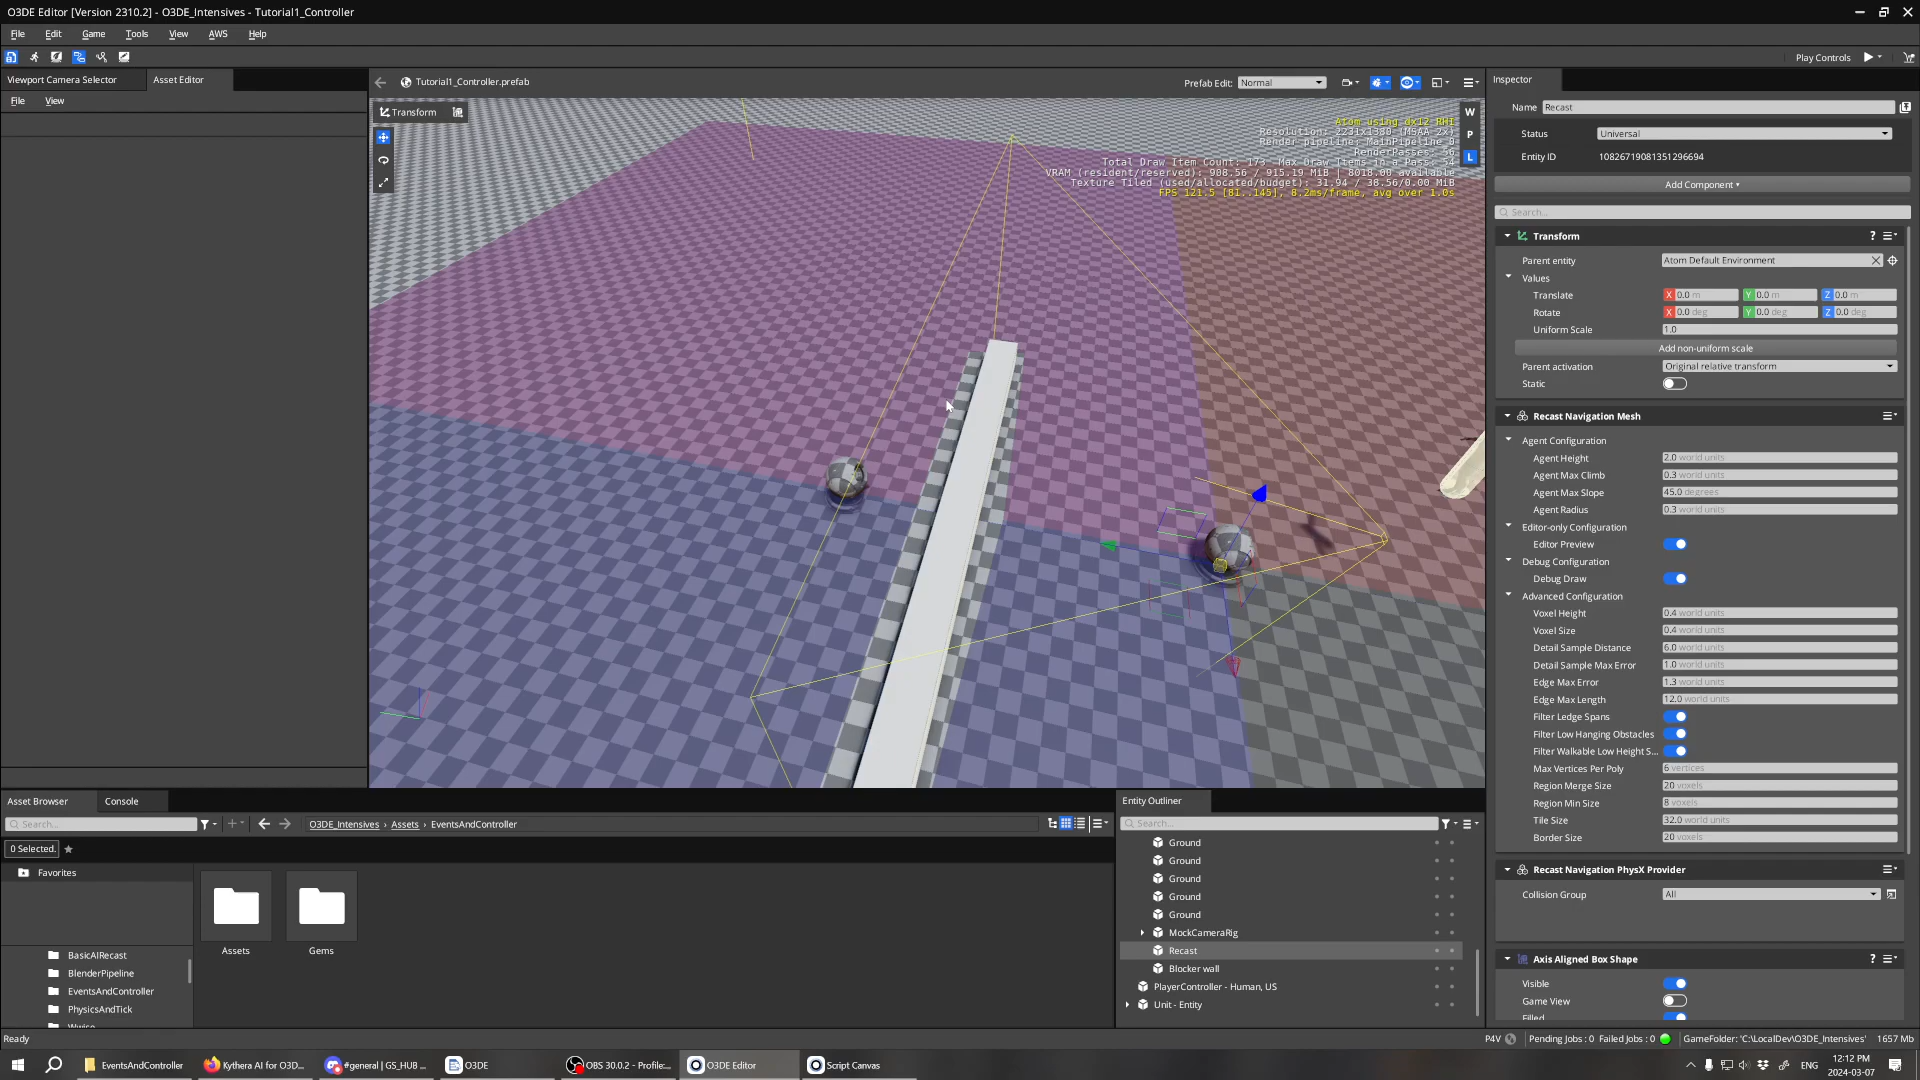 O3DE Editor [Version 2310.2] - O3DE_Intensives - Tutorial1_Controller
File Edit Game Tools View AWS Help
Play Controls
Viewport Camera Selector
Asset Editor
File View
Tutorial1_Controller.prefab
Prefab Edit: Normal
Transform
W
P
L
Atom using dx12 RHI
Resolution: 2231x1380 (MSAA 2x)
Render pipeline: MainPipeline_0
RenderPasses: 56
Total Draw Item Count: 173 Max Draw Items in a Pass: 54
VRAM (resident/reserved): 908.56 / 915.19 MiB | 8018.00 available
Texture Tiled (used/allocated/budget): 31.94 / 38.56/0.00 MiB
FPS 121.5 [81..145], 8.2ms/frame, avg over 1.0s
Inspector
Name Recast
Status Universal
Entity ID 10826719081351296694
Add Component
Search...
Transform
Parent entity Atom Default Environment
Values
Translate X 0.0 m Y 0.0 m Z 0.0 m
Rotate X 0.0 deg Y 0.0 deg Z 0.0 deg
Uniform Scale 1.0
Add non-uniform scale
Parent activation Original relative transform
Static
Recast Navigation Mesh
Agent Configuration
Agent Height 2.0 world units
Agent Max Climb 0.3 world units
Agent Max Slope 45.0 degrees
Agent Radius 0.3 world units
Editor-only Configuration
Editor Preview
Debug Configuration
Debug Draw
Advanced Configuration
Voxel Height 0.4 world units
Voxel Size 0.4 world units
Detail Sample Distance 6.0 world units
Detail Sample Max Error 1.0 world units
Edge Max Error 1.3 world units
Edge Max Length 12.0 world units
Filter Ledge Spans
Filter Low Hanging Obstacles
Filter Walkable Low Height S...
Max Vertices Per Poly 6 vertices
Region Merge Size 20 voxels
Region Min Size 8 voxels
Tile Size 32.0 world units
Border Size 20 voxels
Recast Navigation PhysX Provider
Collision Group All
Axis Aligned Box Shape
Visible
Game View
Filled
Asset Browser
Console
Search...
O3DE_Intensives › Assets › EventsAndController
0 Selected.
Favorites
BasicAIRecast
BlenderPipeline
EventsAndController
PhysicsAndTick
Wwise
Assets
Gems
Entity Outliner
Search...
Ground
Ground
Ground
Ground
Ground
MockCameraRig
Recast
Blocker wall
PlayerController - Human, US
Unit - Entity
Ready
P4V
Pending Jobs : 0 Failed Jobs : 0
GameFolder: 'C:\LocalDev\O3DE_Intensives'
1657 Mb
EventsAndController
Kythera AI for O3D...
#general | GS_HUB ...
O3DE
OBS 30.0.2 - Profile:...
O3DE Editor
Script Canvas
ENG
12:12 PM
2024-03-07